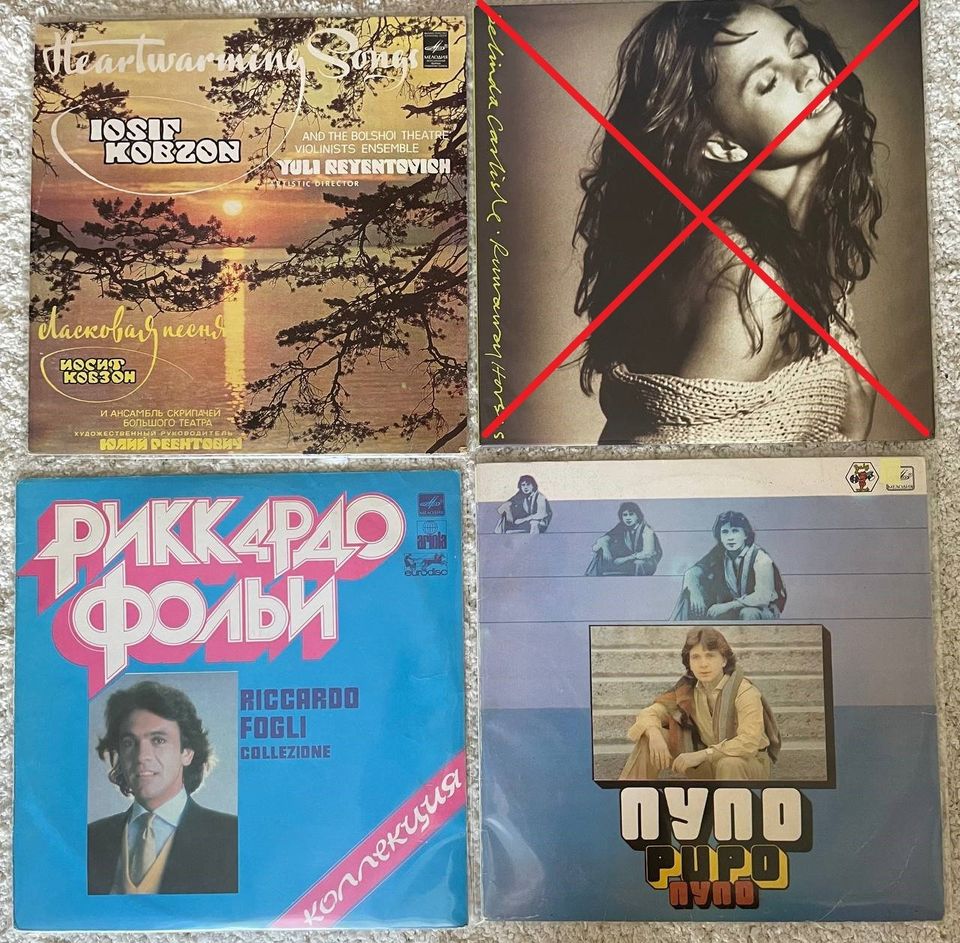 Heartwarming Songs
МЕЛОДИЯ
IOSIF
KOBZON
AND THE BOLSHOI THEATRE
VIOLINISTS ENSEMBLE
YULI REYENTOVICH
ARTISTIC DIRECTOR
Ласковая песня
ИОСИФ
КОБЗОН
И АНСАМБЛЬ СКРИПАЧЕЙ
БОЛЬШОГО ТЕАТРА
ХУДОЖЕСТВЕННЫЙ РУКОВОДИТЕЛЬ
ЮЛИЙ РЕЕНТОВИЧ
belinda Carlisle · Runaway Horses
РИККАРДО
ФОЛЬИ
МЕЛОДИЯ
ariola
eurodisc
RICCARDO
FOGLI
COLLEZIONE
КОЛЛЕКЦИЯ
МЕЛОДИЯ
ПУПО
PUPO
ПУПО